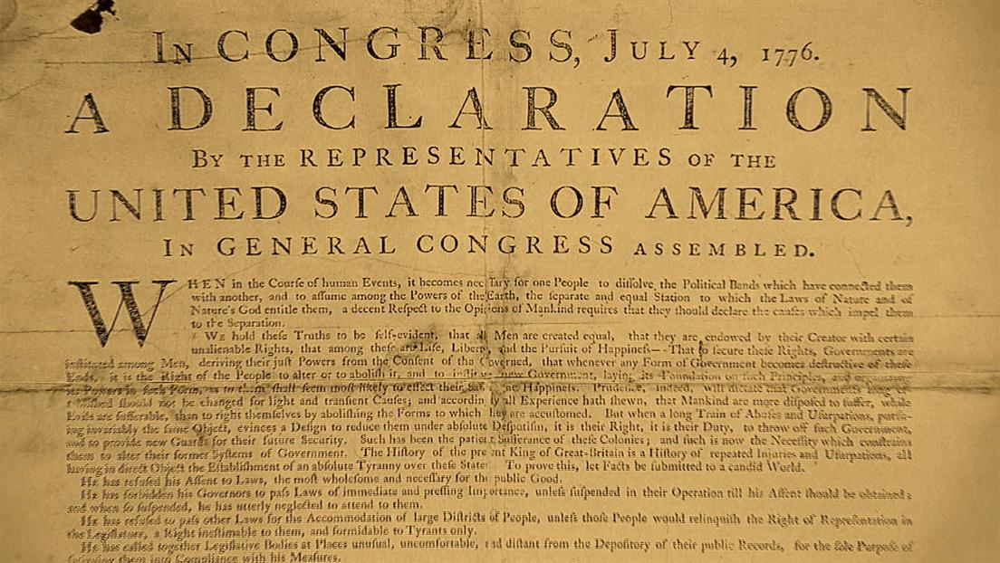 IN CONGRESS, JULY 4, 1776.
A DECLARATION
BY THE REPRESENTATIVES OF THE
UNITED STATES OF AMERICA,
IN GENERAL CONGRESS ASSEMBLED.
WHEN in the Courſe of human Events, it becomes for one People to diſſolve the Political Bands which have connected them
with another, and to aſſume among the Powers of the Earth, the ſeparate and equal Station to which the Laws of Nature and of
Nature's God entitle them, a decent Reſpect to the Opinions of Mankind requires that they ſhould declare the cauſes which impel them
to the Separation.
WE hold theſe Truths to be ſelf-evident, that all Men are created equal, that they are endowed by their Creator with certain
unalienable Rights, that among theſe are Life, Liberty, and the Purſuit of Happineſs—-That to ſecure theſe Rights, Governments are
inſtituted among Men, deriving their juſt Powers from the Conſent of the Governed, that whenever any Form of Government becomes deſtructive of theſe
Ends, it is the Right of the People to alter or to aboliſh it, and to inſtitute new Government, laying its Foundation on ſuch Principles, and organizing
its Powers in ſuch Form, as to them ſhall ſeem moſt likely to effect their and Happineſs. Prudence, indeed, will dictate that Governments long
ſhould not be changed for light and tranſient Cauſes; and accordingly all Experience hath ſhewn, that Mankind are more diſpoſed to ſuffer, while
Evils are ſufferable, than to right themſelves by aboliſhing the Forms to which they are accuſtomed. But when a long Train of Abuſes and Uſurpations,
invariably the ſame Object, evinces a Deſign to reduce them under abſolute Deſpotiſm, it is their Right, it is their Duty, to throw off ſuch Government,
and to provide new Guards for their future Security. Such has been the patient Sufferance of theſe Colonies; and ſuch is now the Neceſſity which conſtrains
them to alter their former Syſtems of Government. The Hiſtory of the preſent King of Great-Britain is a Hiſtory of repeated Injuries and Uſurpations, all
having in direct Object the Eſtabliſhment of an abſolute Tyranny over theſe States. To prove this, let Facts be ſubmitted to a candid World.
HE has refuſed his Aſſent to Laws, the moſt wholeſome and neceſſary for the public Good.
HE has forbidden his Governors to paſs Laws of immediate and preſſing Importance, unleſs ſuſpended in their Operation till his Aſſent ſhould be obtained;
and when ſo ſuſpended, he has utterly neglected to attend to them.
HE has refuſed to paſs other Laws for the Accommodation of large Diſtricts of People, unleſs thoſe People would relinquiſh the Right of Repreſentation in
the Legiſlature, a Right ineſtimable to them, and formidable to Tyrants only.
HE has called together Legiſlative Bodies at Places unuſual, uncomfortable, and diſtant from the Depoſitory of their public Records, for the ſole Purpoſe of
them into Compliance with his Meaſures.